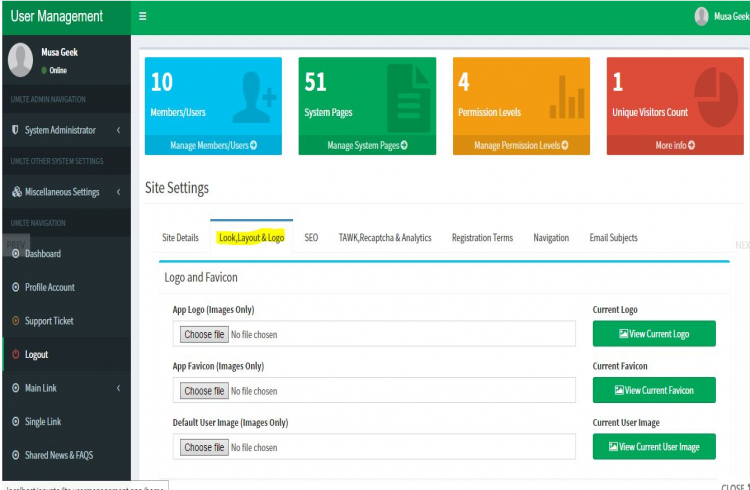 User Management
Musa Geek
Musa Geek
Online
UMLTE ADMIN NAVIGATION
System Administrator
UMLTE OTHER SYSTEM SETTINGS
Miscellaneous Settings
UMLTE NAVIGATION
PREV
Dashboard
Profile Account
Support Ticket
Logout
Main Link
Single Link
Shared News & FAQS
10
Members/Users
Manage Members/Users
51
System Pages
Manage System Pages
4
Permission Levels
Manage Permission Levels
1
Unique Visitors Count
More info
Site Settings
Site Details Look,Layout & Logo SEO TAWK,Recaptcha & Analytics Registration Terms Navigation Email Subjects
NEX
Logo and Favicon
App Logo (Images Only) Current Logo
Choose file No file chosen View Current Logo
App Favicon (Images Only) Current Favicon
Choose file No file chosen View Current Favicon
Default User Image (Images Only) Current User Image
Choose file No file chosen View Current User Image
CLOSE